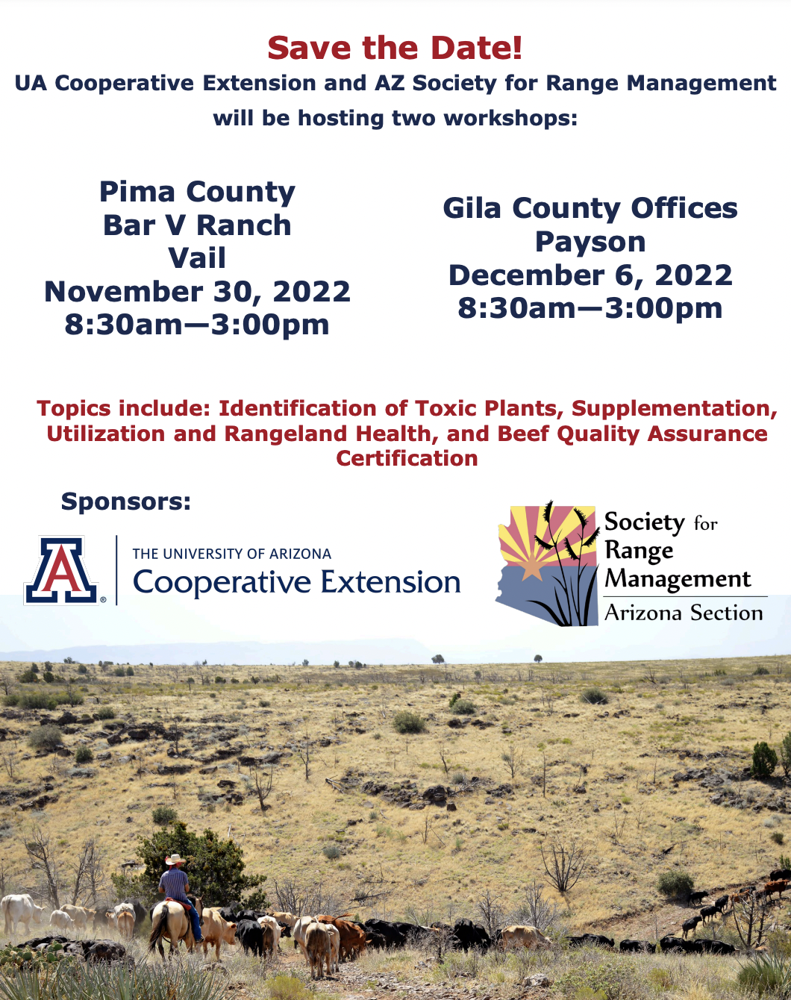 Save the Date!
UA Cooperative Extension and AZ Society for Range Management
will be hosting two workshops:
Pima County
Bar V Ranch
Vail
November 30, 2022
8:30am—3:00pm
Gila County Offices
Payson
December 6, 2022
8:30am—3:00pm
Topics include: Identification of Toxic Plants, Supplementation,
Utilization and Rangeland Health, and Beef Quality Assurance
Certification
Sponsors:
A®
THE UNIVERSITY OF ARIZONA
Cooperative Extension
Society for
Range
Management
Arizona Section